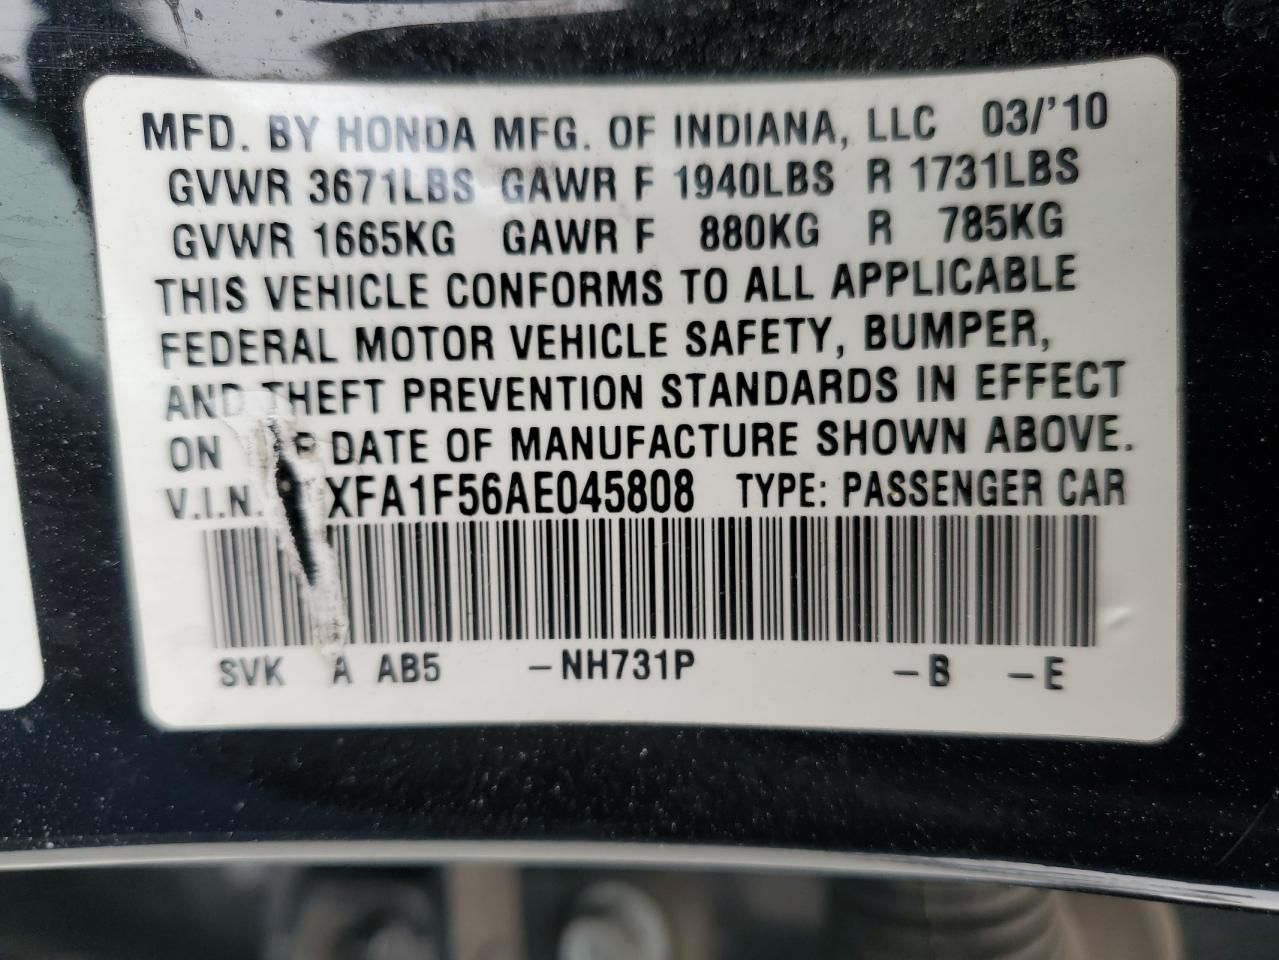 MFD. BY HONDA MFG. OF INDIANA, LLC 03/'10
GVWR 3671LBS GAWR F 1940LBS R 1731LBS
GVWR 1665KG GAWR F 880KG R 785KG
THIS VEHICLE CONFORMS TO ALL APPLICABLE
FEDERAL MOTOR VEHICLE SAFETY, BUMPER,
AND THEFT PREVENTION STANDARDS IN EFFECT
ON DATE OF MANUFACTURE SHOWN ABOVE.
V.I.N. XFA1F56AE045808 TYPE: PASSENGER CAR
SVK A AB5 -NH731P -B -E